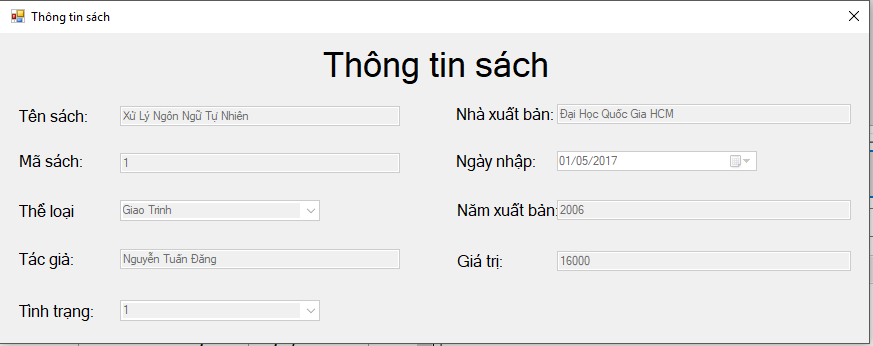 Thông tin sách
Thông tin sách
Tên sách: Xử Lý Ngôn Ngữ Tự Nhiên
Nhà xuất bản: Đại Học Quốc Gia HCM
Mã sách: 1
Ngày nhập: 01/05/2017
Thể loại Giao Trinh
Năm xuất bản: 2006
Tác giả: Nguyễn Tuấn Đăng
Giá trị: 16000
Tình trạng: 1